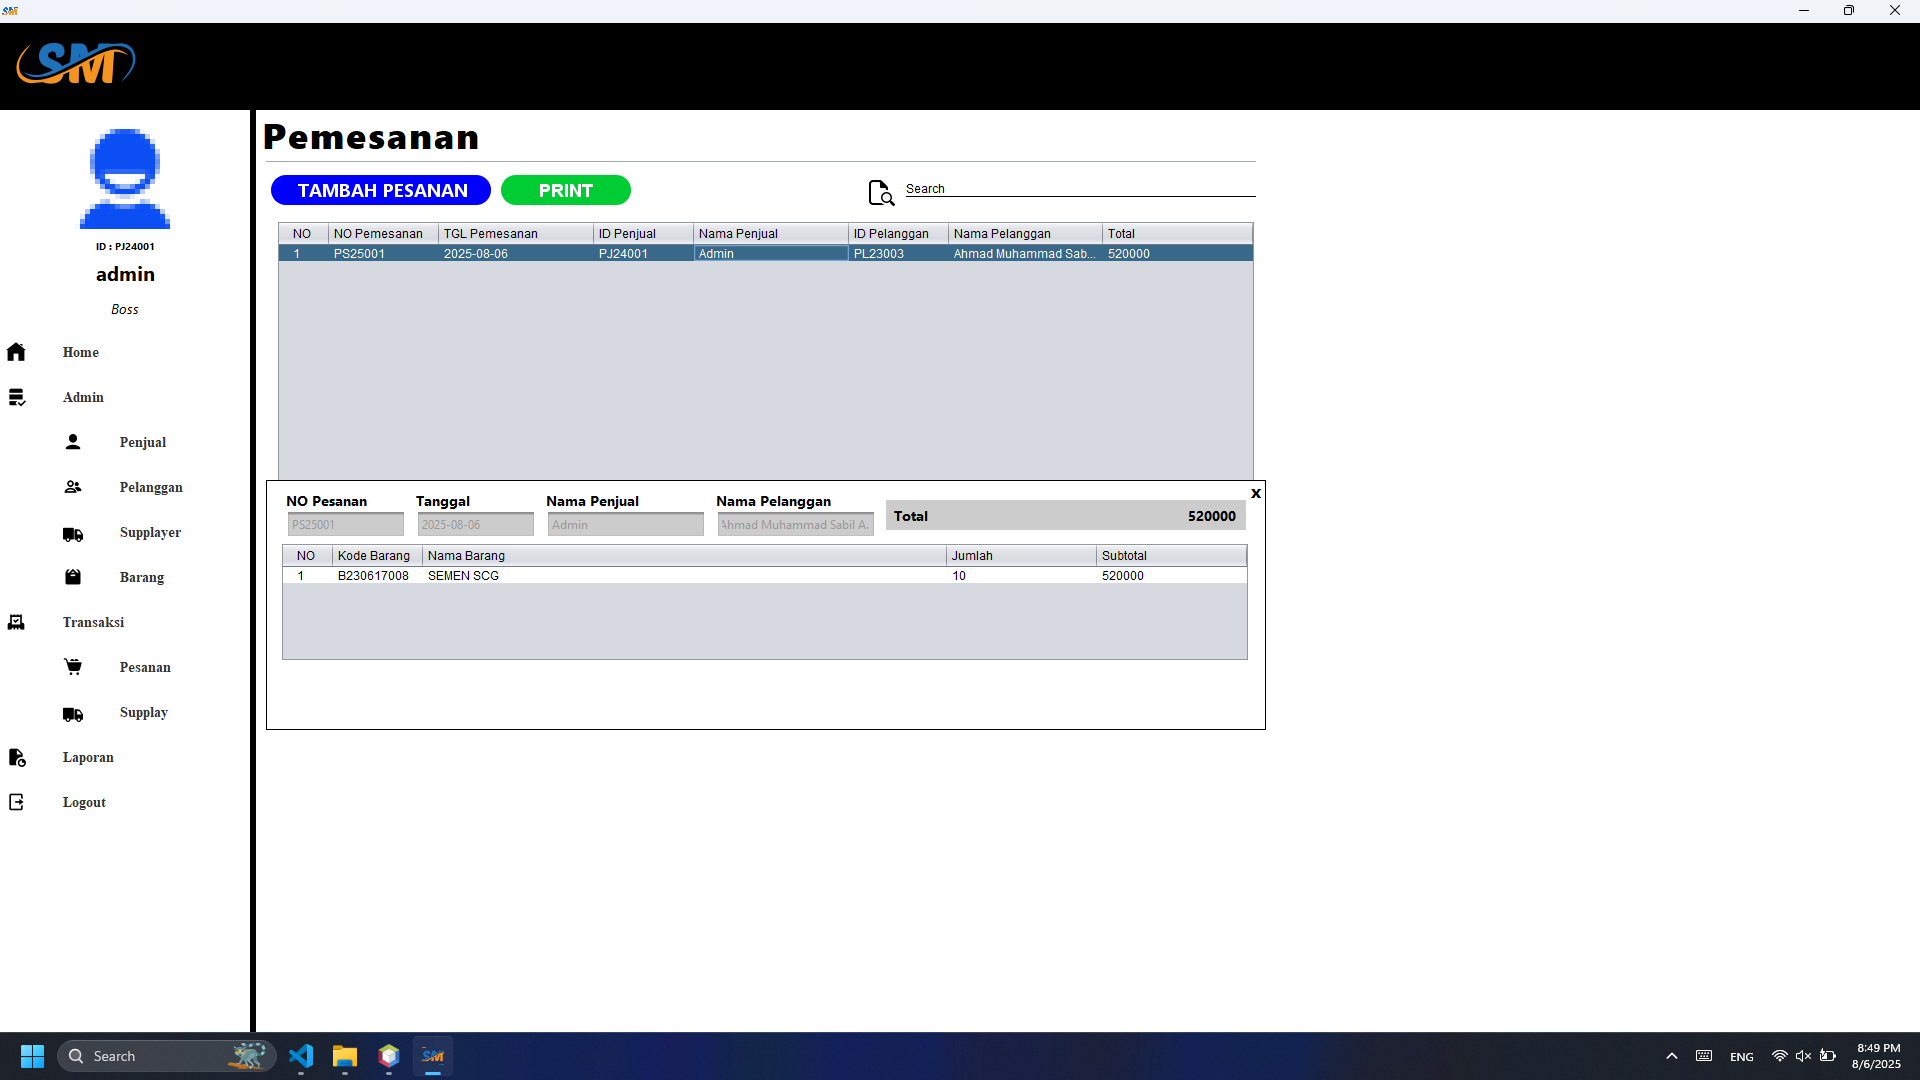 SM
SM
Pemesanan
TAMBAH PESANAN PRINT Search
ID : PJ24001
admin
Boss
Home
Admin
Penjual
Pelanggan
Supplayer
Barang
Transaksi
Pesanan
Supplay
Laporan
Logout
NO NO Pemesanan TGL Pemesanan ID Penjual Nama Penjual ID Pelanggan Nama Pelanggan Total
1 PS25001 2025-08-06 PJ24001 Admin PL23003 Ahmad Muhammad Sab... 520000
x
NO Pesanan Tanggal Nama Penjual Nama Pelanggan
PS25001 2025-08-06 Admin Ahmad Muhammad Sabil A.
Total 520000
NO Kode Barang Nama Barang Jumlah Subtotal
1 B230617008 SEMEN SCG 10 520000
Search SM ENG 8:49 PM
8/6/2025